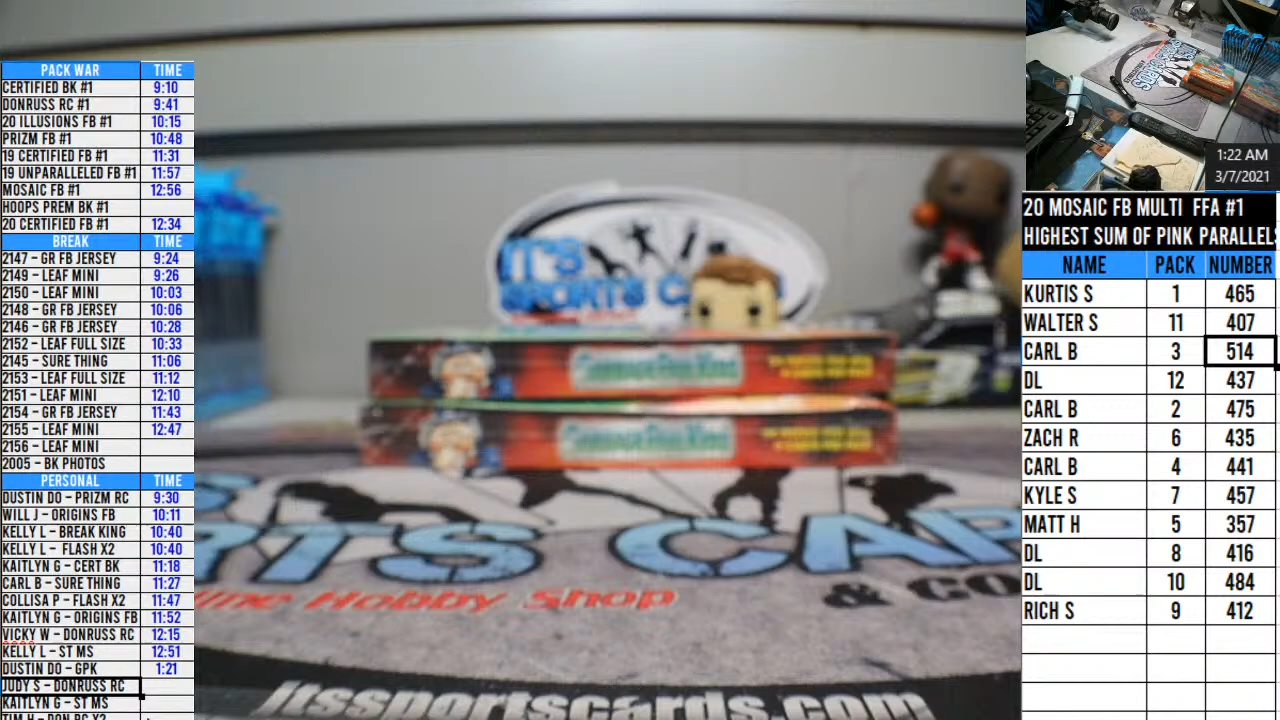 PACK WAR TIME
CERTIFIED BK #1 9:10
DONRUSS RC #1 9:41
20 ILLUSIONS FB #1 10:15
PRIZM FB #1 10:48
19 CERTIFIED FB #1 11:31
19 UNPARALLELED FB #1 11:57
MOSAIC FB #1 12:56
HOOPS PREM BK #1
20 CERTIFIED FB #1 12:34
BREAK TIME
2147 – GR FB JERSEY 9:24
2149 – LEAF MINI 9:26
2150 – LEAF MINI 10:03
2148 – GR FB JERSEY 10:06
2146 – GR FB JERSEY 10:28
2152 – LEAF FULL SIZE 10:33
2145 – SURE THING 11:06
2153 – LEAF FULL SIZE 11:12
2151 – LEAF MINI 12:10
2154 – GR FB JERSEY 11:43
2155 – LEAF MINI 12:47
2156 – LEAF MINI
2005 – BK PHOTOS
PERSONAL TIME
DUSTIN DO – PRIZM RC 9:30
WILL J – ORIGINS FB 10:11
KELLY L – BREAK KING 10:40
KELLY L – FLASH X2 10:40
KAITLYN G – CERT BK 11:18
CARL B – SURE THING 11:27
COLLISA P – FLASH X2 11:47
KAITLYN G – ORIGINS FB 11:52
VICKY W – DONRUSS RC 12:15
KELLY L – ST MS 12:51
DUSTIN DO – GPK 1:21
JUDY S – DONRUSS RC
KAITLYN G – ST MS
TIM H – DON RC X2
IT'S
SPORTS C
RTS CAR
& CO
ine Hobby Shop
jtssportscards.com
1:22 AM
3/7/2021
20 MOSAIC FB MULTI FFA #1
HIGHEST SUM OF PINK PARALLELS
NAME PACK NUMBER
KURTIS S 1 465
WALTER S 11 407
CARL B 3 514
DL 12 437
CARL B 2 475
ZACH R 6 435
CARL B 4 441
KYLE S 7 457
MATT H 5 357
DL 8 416
DL 10 484
RICH S 9 412